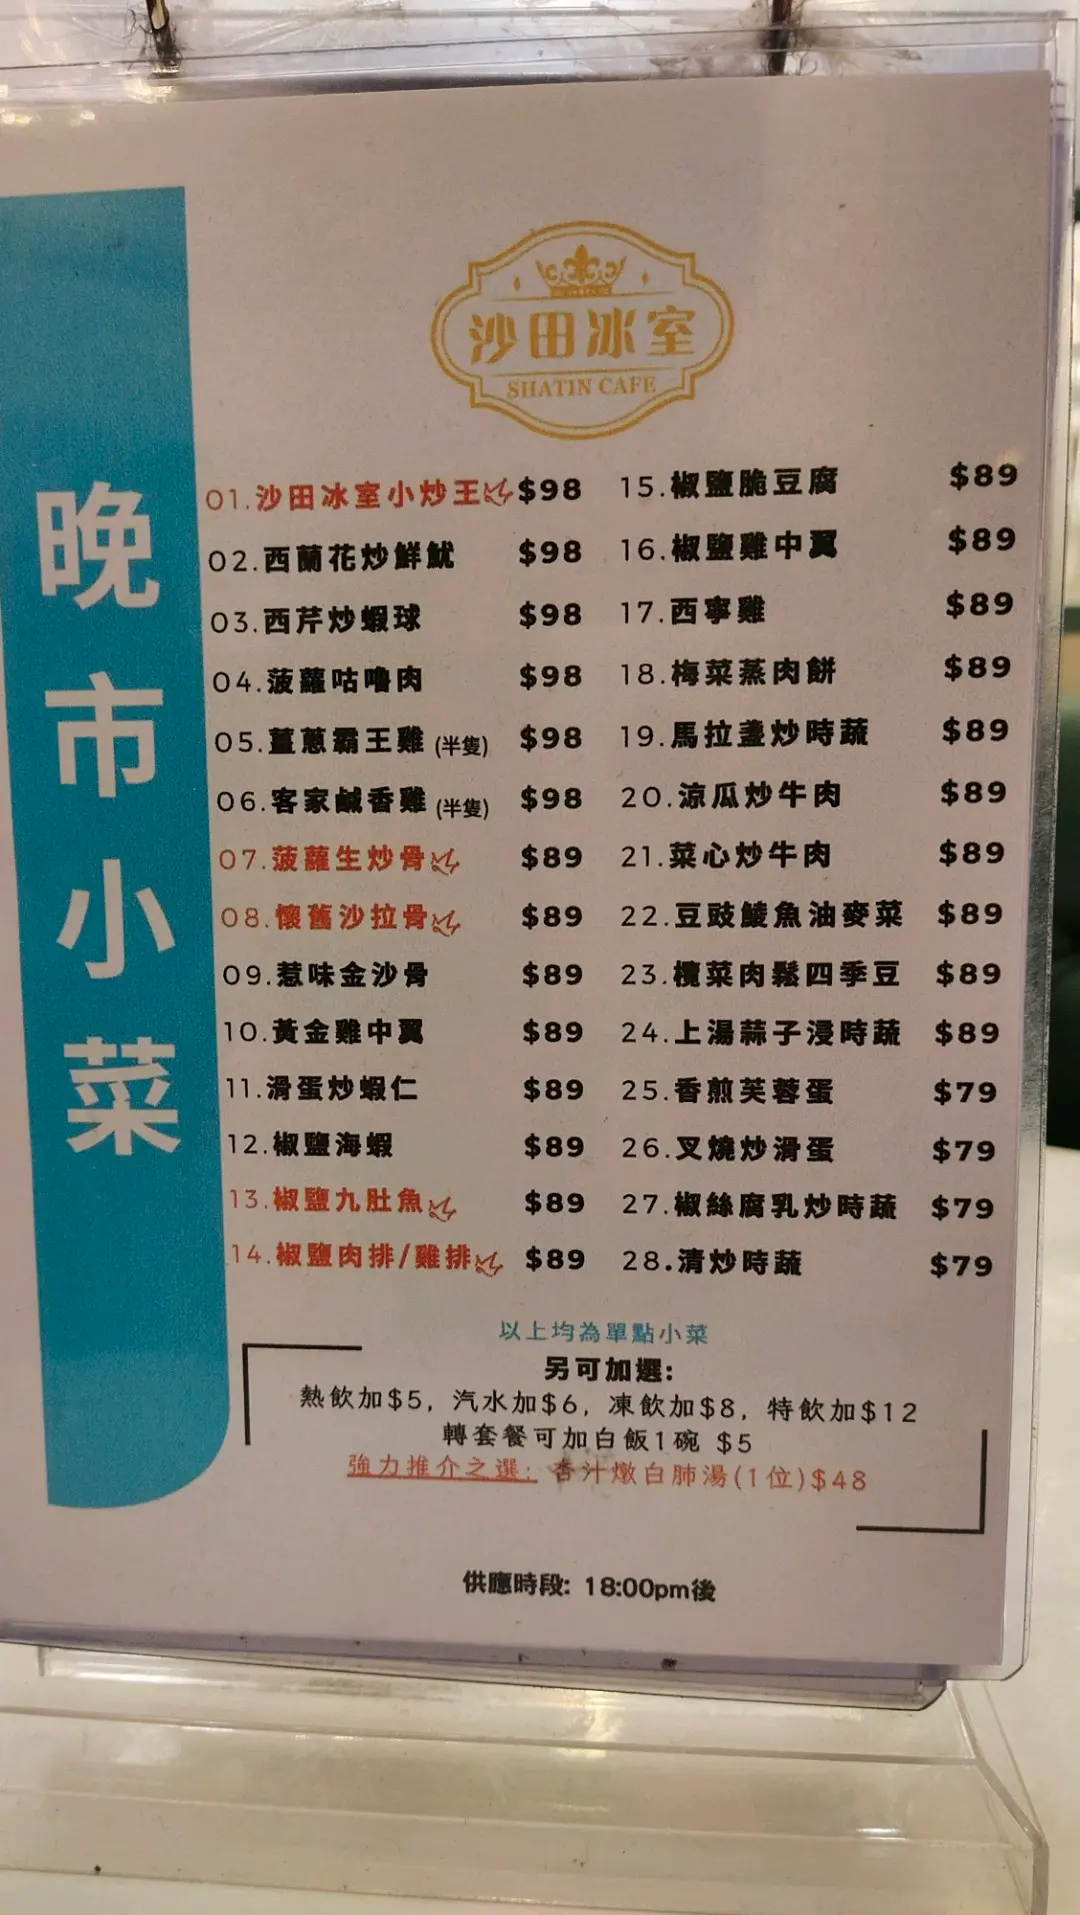 晚市小菜
沙田冰室
SHATIN CAFE
01.沙田冰室小炒王 $98
02.西蘭花炒鮮魷 $98
03.西芹炒蝦球 $98
04.菠蘿咕嚕肉 $98
05.薑蔥霸王雞 (半隻) $98
06.客家鹹香雞 (半隻) $98
07.菠蘿生炒骨 $89
08.懷舊沙拉骨 $89
09.惹味金沙骨 $89
10.黃金雞中翼 $89
11.滑蛋炒蝦仁 $89
12.椒鹽海蝦 $89
13.椒鹽九肚魚 $89
14.椒鹽肉排/雞排 $89
15.椒鹽脆豆腐 $89
16.椒鹽雞中翼 $89
17.西寧雞 $89
18.梅菜蒸肉餅 $89
19.馬拉盞炒時蔬 $89
20.涼瓜炒牛肉 $89
21.菜心炒牛肉 $89
22.豆豉鯪魚油麥菜 $89
23.欖菜肉鬆四季豆 $89
24.上湯蒜子浸時蔬 $89
25.香煎芙蓉蛋 $79
26.叉燒炒滑蛋 $79
27.椒絲腐乳炒時蔬 $79
28.清炒時蔬 $79
以上均為單點小菜
另可加選:
熱飲加$5, 汽水加$6, 凍飲加$8, 特飲加$12
轉套餐可加白飯1碗 $5
強力推介之選: 杏汁燉白肺湯(1位)$48
供應時段: 18:00pm後